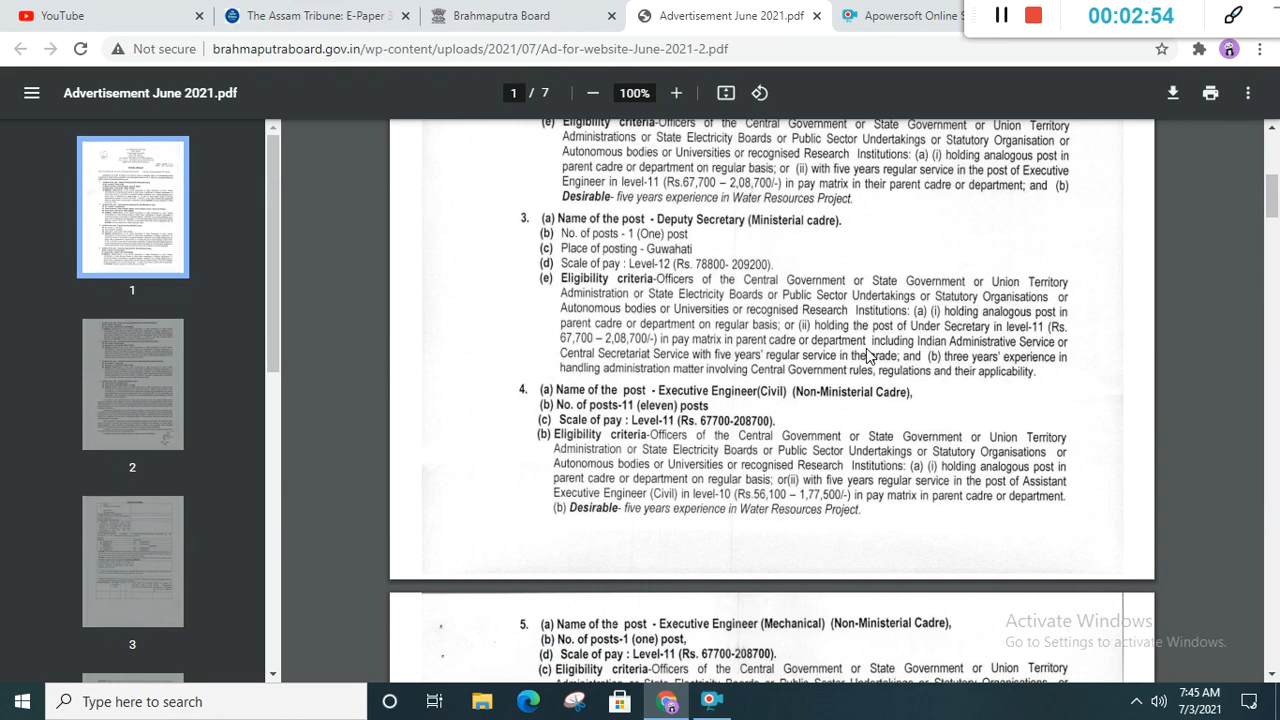 YouTube
The Assam Tribune: E-Paper
Brahmaputra Board
Advertisement June 2021.pdf
Apowersoft Online
00:02:54
Not secure
brahmaputraboard.gov.in/wp-content/uploads/2021/07/Ad-for-website-June-2021-2.pdf
Advertisement June 2021.pdf
1 / 7
100%
(e) Eligibility criteria-Officers of the Central Government or State Government or Union Territory
Administrations or State Electricity Boards or Public Sector Undertakings or Statutory Organisation or
Autonomous bodies or Universities or recognised Research Institutions: (a) (i) holding analogous post in
parent cadre or department on regular basis; or (ii) with five years regular service in the post of Executive
Engineer in level-11 (Rs.67,700 – 2,08,700/-) in pay matrix in their parent cadre or department; and (b)
Desirable- five years experience in Water Resources Project.
3. (a) Name of the post - Deputy Secretary (Ministerial cadre).
(b) No. of posts - 1 (One) post
(c) Place of posting - Guwahati
(d) Scale of pay : Level-12 (Rs. 78800- 209200).
(e) Eligibility criteria-Officers of the Central Government or State Government or Union Territory
Administration or State Electricity Boards or Public Sector Undertakings or Statutory Organisations or
Autonomous bodies or Universities or recognised Research Institutions: (a) (i) holding analogous post in
parent cadre or department on regular basis; or (ii) holding the post of Under Secretary in level-11 (Rs.
67,700 – 2,08,700/-) in pay matrix in parent cadre or department including Indian Administrative Service or
Central Secretariat Service with five years' regular service in the grade; and (b) three years' experience in
handling administration matter involving Central Government rules, regulations and their applicability.
4. (a) Name of the post - Executive Engineer(Civil) (Non-Ministerial Cadre),
(b) No. of posts-11 (eleven) posts
(c) Scale of pay : Level-11 (Rs. 67700-208700).
(b) Eligibility criteria-Officers of the Central Government or State Government or Union Territory
Administration or State Electricity Boards or Public Sector Undertakings or Statutory Organisations or
Autonomous bodies or Universities or recognised Research Institutions: (a) (i) holding analogous post in
parent cadre or department on regular basis; or(ii) with five years regular service in the post of Assistant
Executive Engineer (Civil) in level-10 (Rs.56,100 – 1,77,500/-) in pay matrix in parent cadre or department.
(b) Desirable- five years experience in Water Resources Project.
5. (a) Name of the post - Executive Engineer (Mechanical) (Non-Ministerial Cadre),
(b) No. of posts-1 (one) post,
(d) Scale of pay : Level-11 (Rs. 67700-208700).
(c) Eligibility criteria-Officers of the Central Government or State Government or Union Territory
1
2
3
Activate Windows
Go to Settings to activate Windows.
Type here to search
7:45 AM
7/3/2021